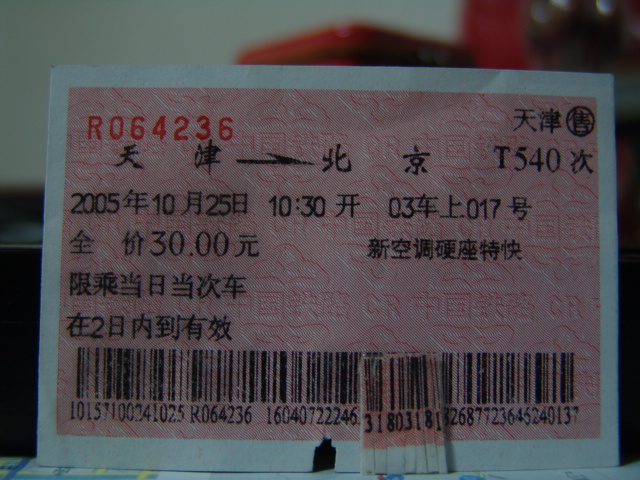 天津 售
R064236
天 津 → 北 京 T540次
2005年10月25日 10:30开 03车上017号
全 价30.00元 新空调硬座特快
限乘当日当次车
在2日内到有效
10157100241025 R064236 16040722246 31803181 32687723645249137